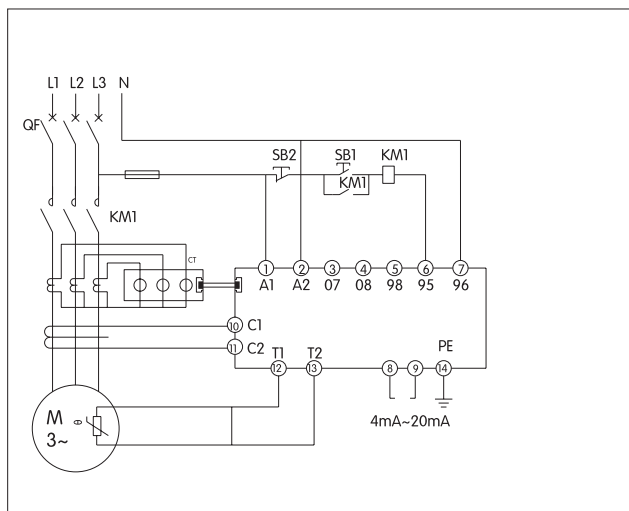 L1 L2 L3 N
QF
SB2 SB1 KM1
KM1
KM1
CT
1 2 3 4 5 6 7
A1 A2 07 08 98 95 96
10 C1
11 C2
T1 T2 PE
12 13 8 9 14
4mA~20mA
M
3~
θ